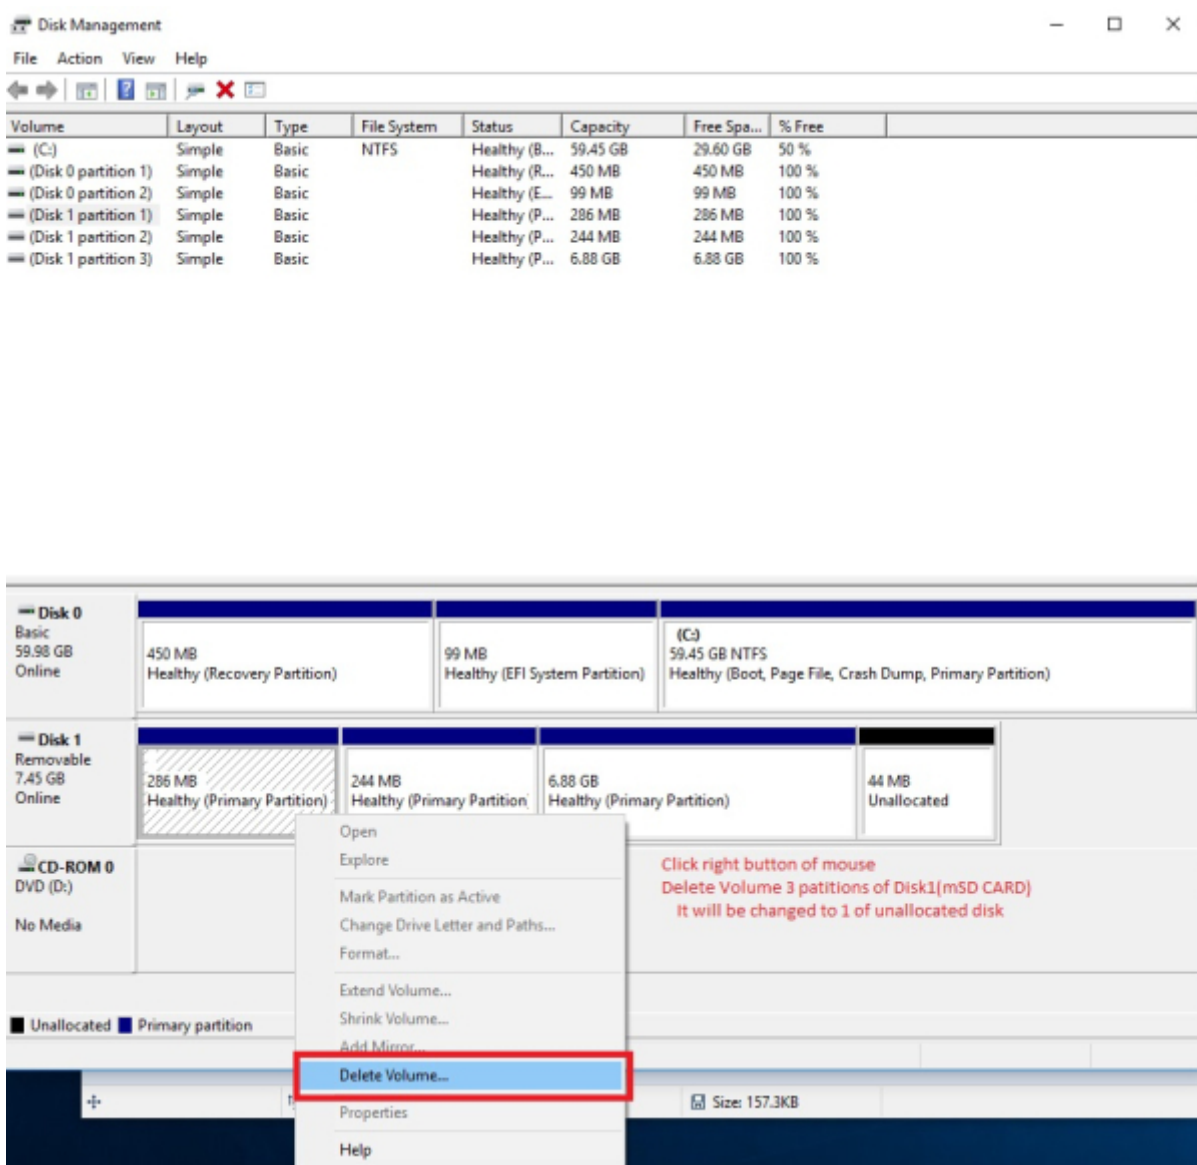 Disk Management
File Action View Help
Volume Layout Type File System Status Capacity Free Spa... % Free
(C:) Simple Basic NTFS Healthy (B... 59.45 GB 29.60 GB 50 %
(Disk 0 partition 1) Simple Basic Healthy (R... 450 MB 450 MB 100 %
(Disk 0 partition 2) Simple Basic Healthy (E... 99 MB 99 MB 100 %
(Disk 1 partition 1) Simple Basic Healthy (P... 286 MB 286 MB 100 %
(Disk 1 partition 2) Simple Basic Healthy (P... 244 MB 244 MB 100 %
(Disk 1 partition 3) Simple Basic Healthy (P... 6.88 GB 6.88 GB 100 %
Disk 0
Basic
59.98 GB
Online
450 MB
Healthy (Recovery Partition)
99 MB
Healthy (EFI System Partition)
(C:)
59.45 GB NTFS
Healthy (Boot, Page File, Crash Dump, Primary Partition)
Disk 1
Removable
7.45 GB
Online
286 MB
Healthy (Primary Partition)
244 MB
Healthy (Primary Partition
6.88 GB
Healthy (Primary Partition)
44 MB
Unallocated
CD-ROM 0
DVD (D:)
No Media
Open
Explore
Mark Partition as Active
Change Drive Letter and Paths...
Format...
Extend Volume...
Shrink Volume...
Add Mirror...
Delete Volume...
Properties
Help
Click right button of mouse
Delete Volume 3 patitions of Disk1(mSD CARD)
It will be changed to 1 of unallocated disk
Unallocated Primary partition
Size: 157.3KB